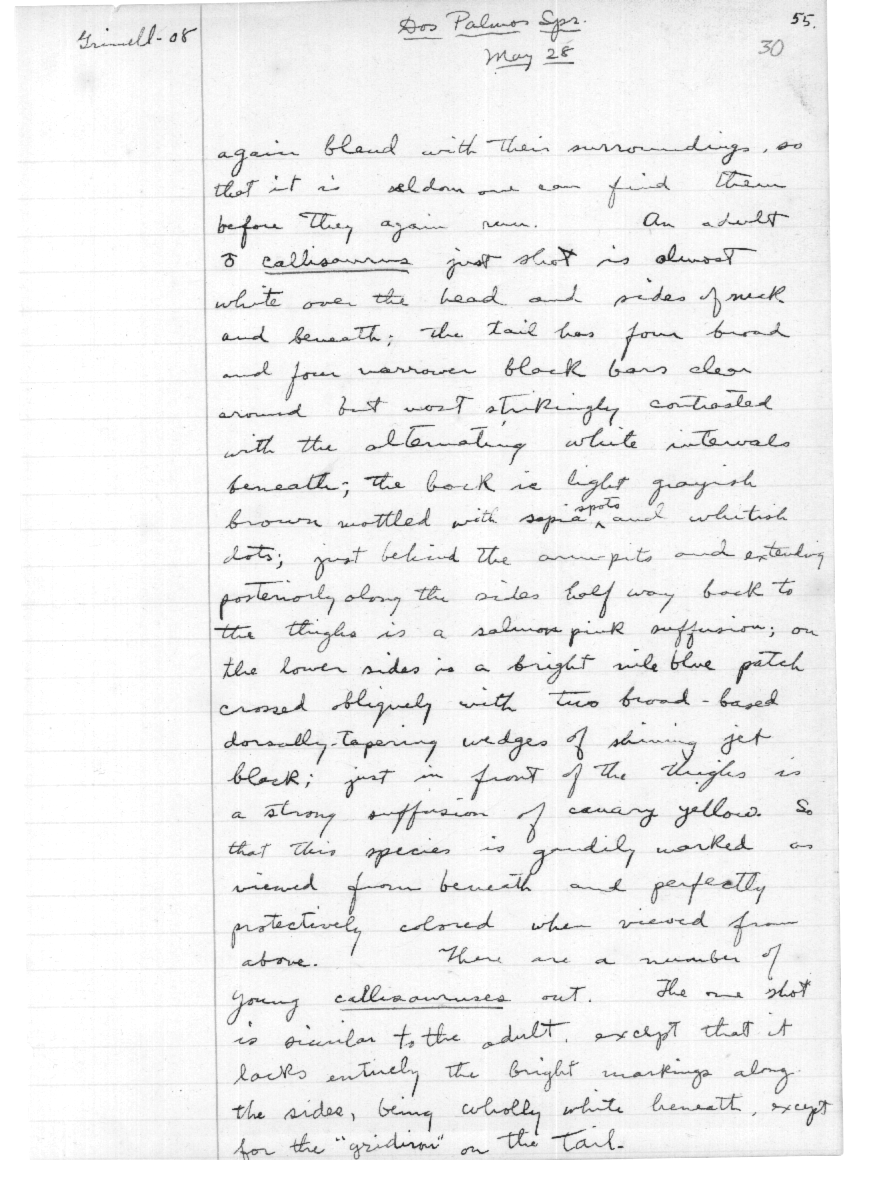 Grinnell-08
Dos Palmos Spr.
May 28
55.
30
again blend with their surroundings, so
that it is seldom one can find them
before they again run. An adult
♂ callisaurus just shot is almost
white over the head and sides of neck
and beneath; the tail has four broad
and four narrower black bars clear
around but most strikingly contrasted
with the alternating white intervals
beneath; the back is light grayish
brown mottled with sepia spots and whitish
dots; just behind the arm-pits and extending
posteriorly along the sides half way back to
the thighs is a salmon pink suffusion; on
the lower sides is a bright nile blue patch
crossed obliquely with two broad-based
dorsally-tapering wedges of shining jet
black; just in front of the thighs is
a strong suffusion of canary yellow. So
that this species is gaudily marked as
viewed from beneath and perfectly
protectively colored when viewed from
above. There are a number of
young callisauruses out. The one shot
is similar to the adult, except that it
lacks entirely the bright markings along
the sides, being wholly white beneath, except
for the "gridiron" on the tail.